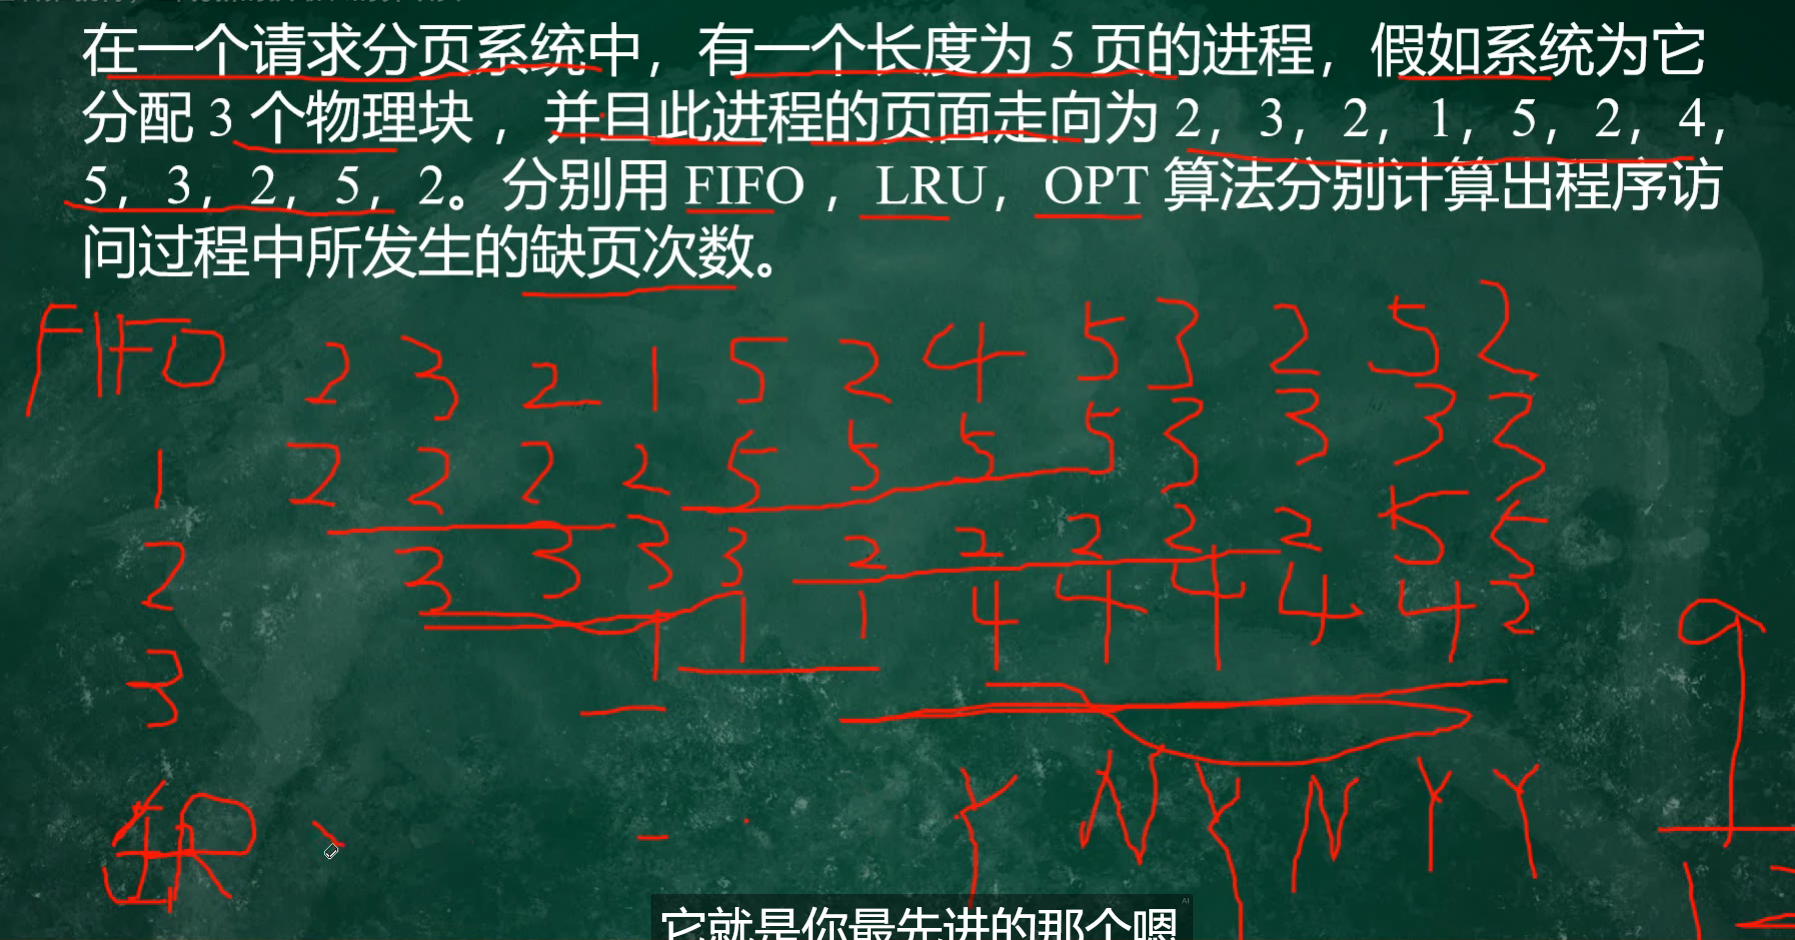 在一个请求分页系统中，有一个长度为 5 页的进程，假如系统为它
分配 3 个物理块 ，并且此进程的页面走向为 2，3，2，1，5，2，4，
5，3，2，5，2。分别用 FIFO ， LRU，OPT 算法分别计算出程序访
问过程中所发生的缺页次数。
FIFO 2 3 2 1 5 2 4 5 3 2 5 2
1 2 2 2 2 5 5 5 5 3 3 3 3
2 3 3 3 3 2 2 2 2 2 5 5
3 1 1 1 4 4 4 4 4 2
缺 Y N Y N Y Y
9
12
它就是你最先进的那个嗯
AI